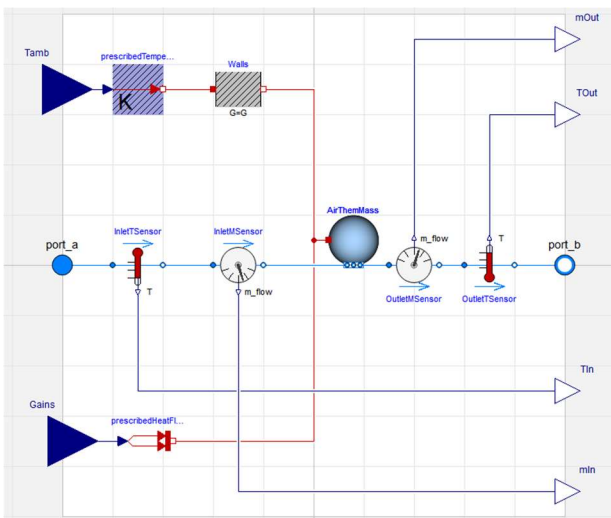 mOut
Tamb
prescribedTempe...
Walls
TOut
K
G=G
AirThemMass
port_a
InletTSensor
InletMSensor
m_flow
T
port_b
T
m_flow
OutletMSensor
OutletTSensor
TIn
Gains
prescribedHeatFl...
mIn